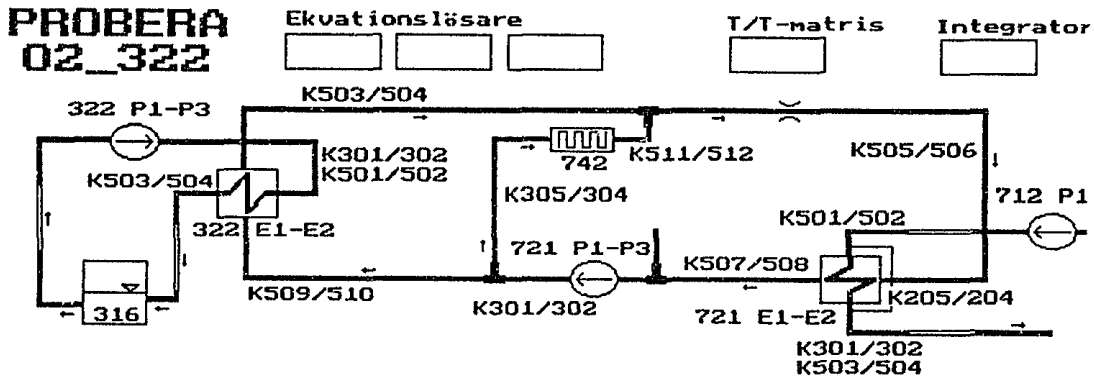 PROBERA
02_322
Ekvationslösare
T/T-matris
Integrator
322 P1-P3
K503/504
K301/302
K501/502
K503/504
322 E1-E2
316
K509/510
K305/304
742
K511/512
721 P1-P3
K301/302
K507/508
K505/506
712 P1
K501/502
K205/204
721 E1-E2
K301/302
K503/504